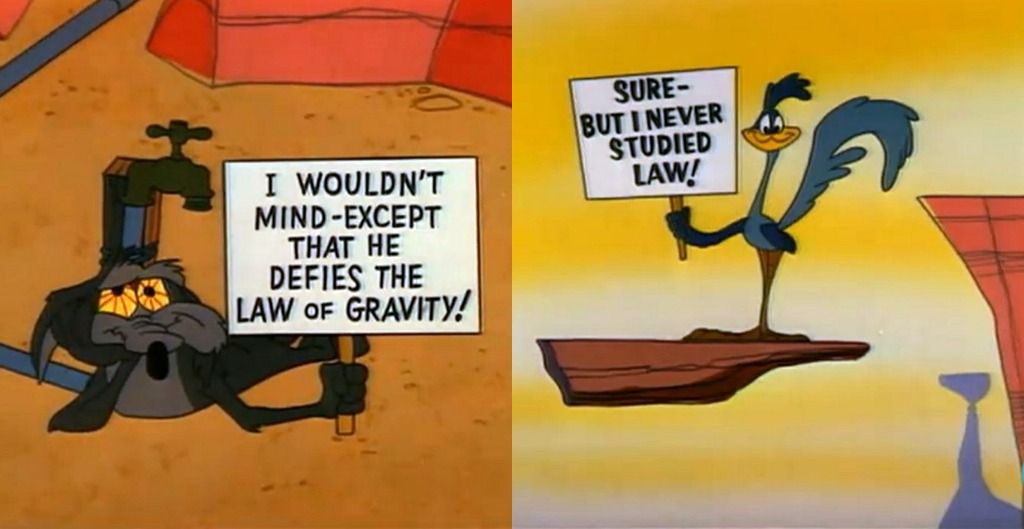 I WOULDN'T
MIND-EXCEPT
THAT HE
DEFIES THE
LAW OF GRAVITY!
SURE-
BUT I NEVER
STUDIED
LAW!